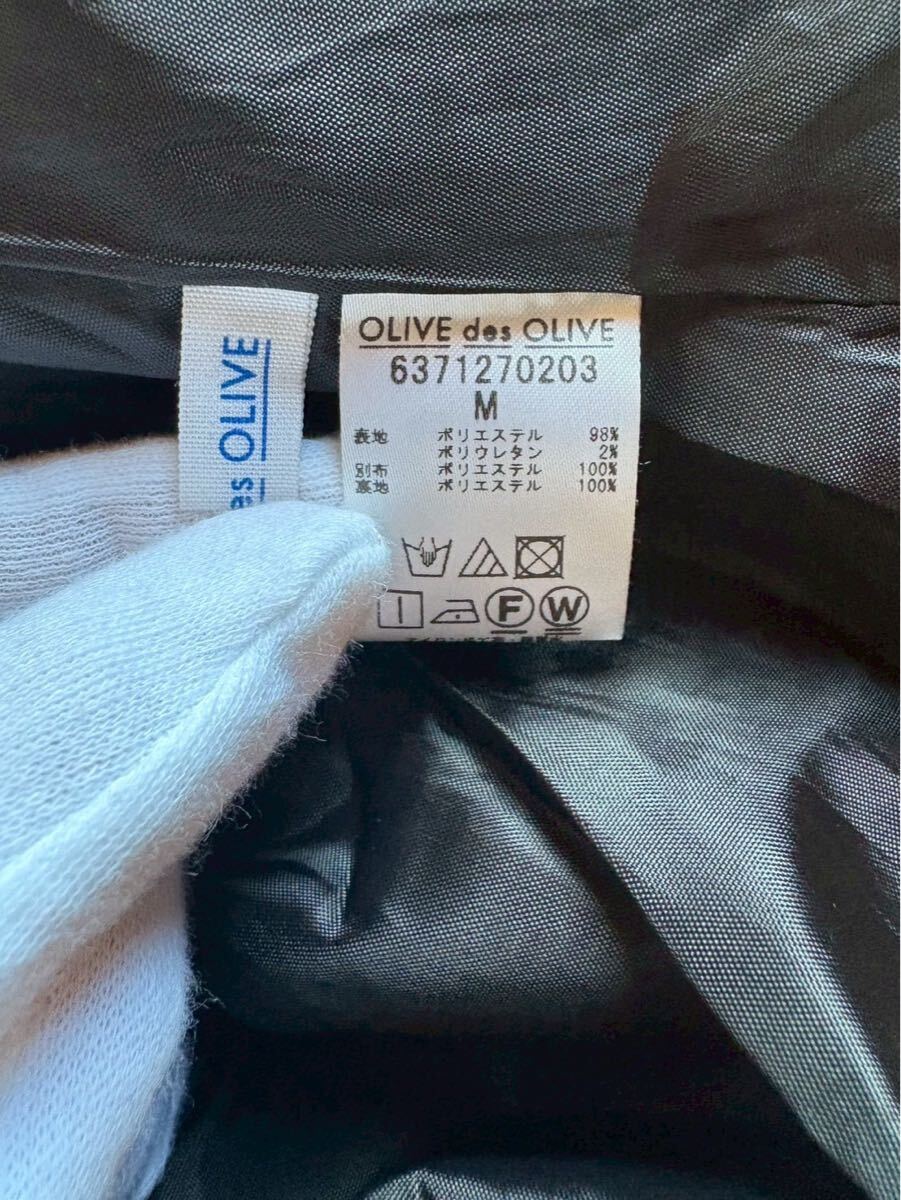 des OLIVE
OLIVE des OLIVE
6371270203
M
表地 ポリエステル 98%
ポリウレタン 2%
別布 ポリエステル 100%
裏地 ポリエステル 100%
F W